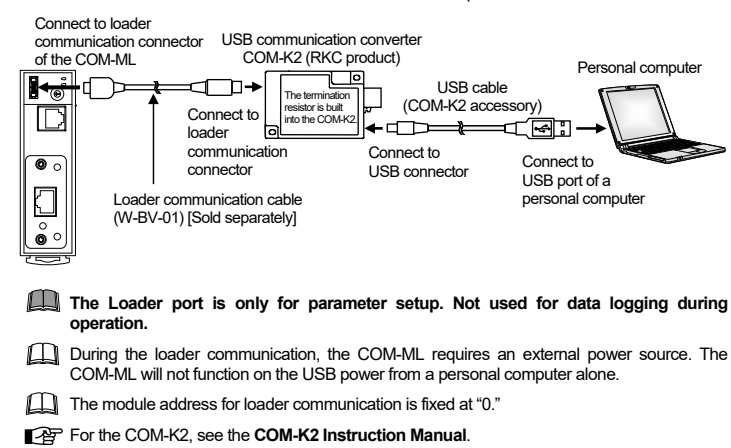 Connect to loader
communication connector
of the COM-ML
USB communication converter
COM-K2 (RKC product)
The termination
resistor is built
into the COM-K2.
USB cable
(COM-K2 accessory)
Personal computer
Connect to
loader
communication
connector
Connect to
USB connector
Connect to
USB port of a
personal computer
Loader communication cable
(W-BV-01) [Sold separately]
The Loader port is only for parameter setup. Not used for data logging during
operation.
During the loader communication, the COM-ML requires an external power source. The
COM-ML will not function on the USB power from a personal computer alone.
The module address for loader communication is fixed at “0.”
For the COM-K2, see the COM-K2 Instruction Manual.